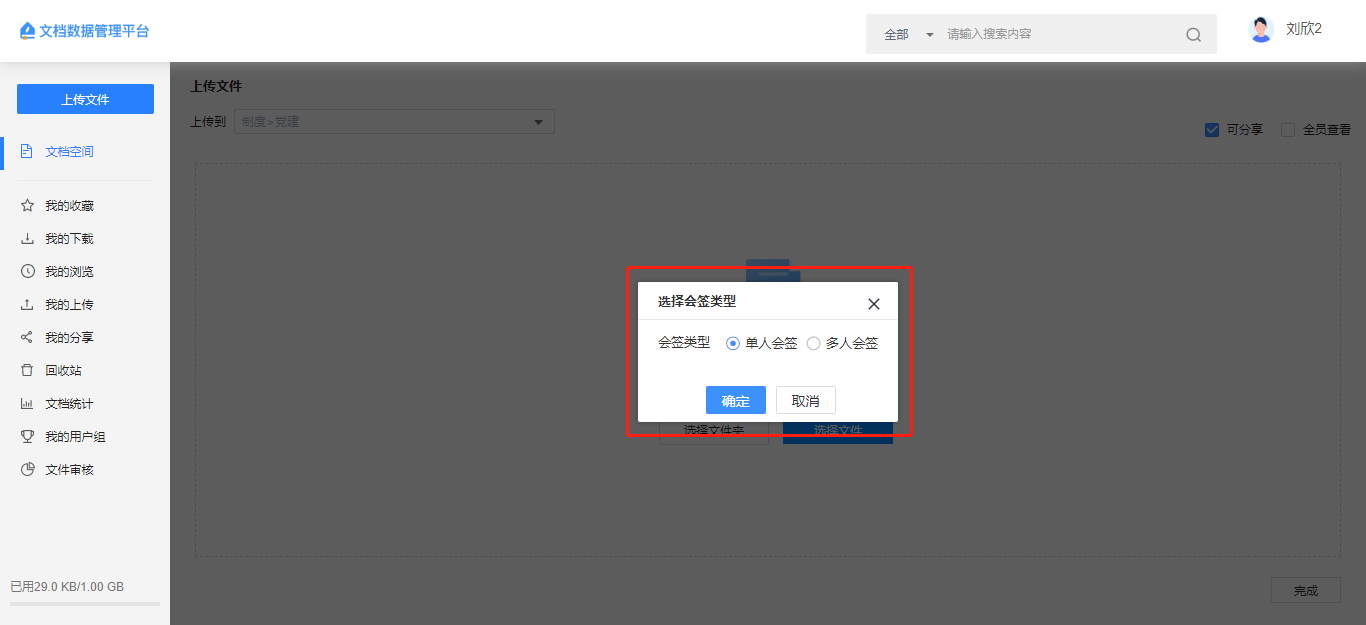 文档数据管理平台
全部 请输入搜索内容
刘欣2
上传文件
文档空间
我的收藏
我的下载
我的浏览
我的上传
我的分享
回收站
文档统计
我的用户组
文件审核
已用29.0 KB/1.00 GB
上传文件
上传到 制度>党建
可分享 全员查看
选择会签类型
会签类型 单人会签 多人会签
确定 取消
选择文件夹 选择文件
完成